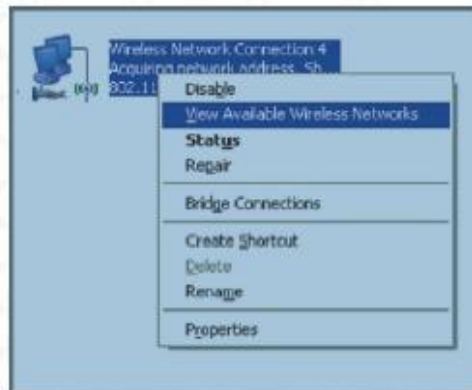 Wireless Network Connection 4
Acquiring network address, Sh...
802.11
Disable
View Available Wireless Networks
Status
Repair
Bridge Connections
Create Shortcut
Delete
Rename
Properties